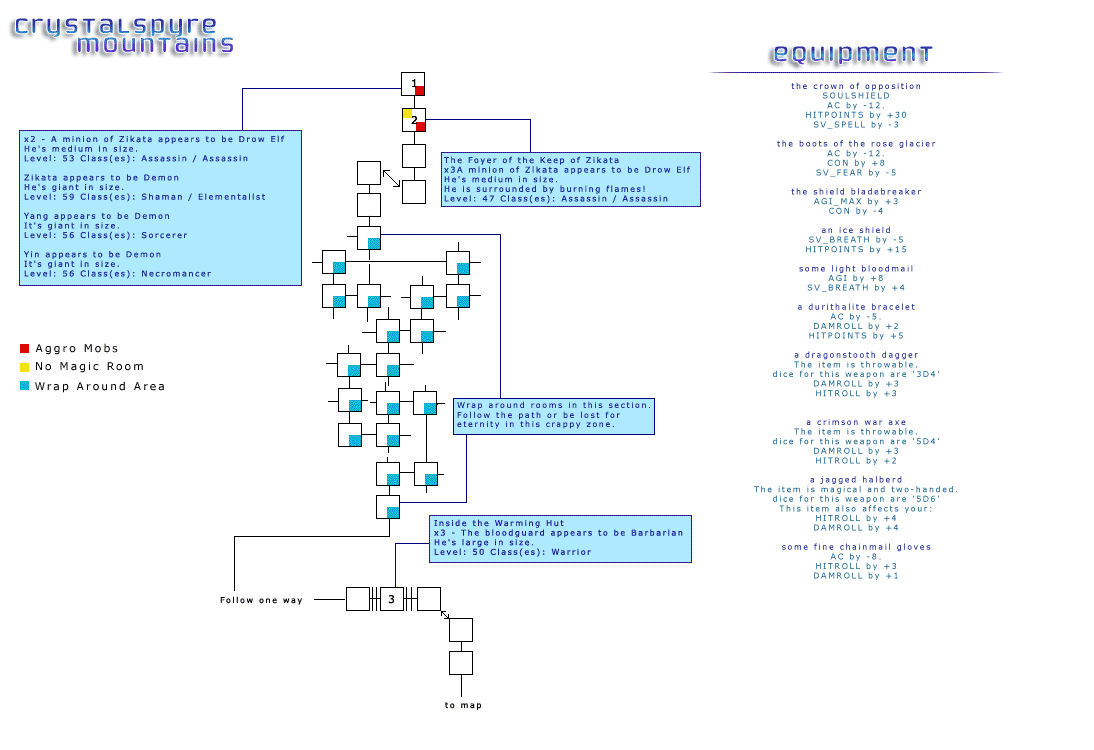 crystalspyre
mountains
equipment
1
2
x2 - A minion of Zikata appears to be Drow Elf
He's medium in size.
Level: 53 Class(es): Assassin / Assassin
Zikata appears to be Demon
He's giant in size.
Level: 59 Class(es): Shaman / Elementalist
Yang appears to be Demon
It's giant in size.
Level: 56 Class(es): Sorcerer
Yin appears to be Demon
It's giant in size.
Level: 56 Class(es): Necromancer
The Foyer of the Keep of Zikata
x3A minion of Zikata appears to be Drow Elf
He's medium in size.
He is surrounded by burning flames!
Level: 47 Class(es): Assassin / Assassin
Aggro Mobs
No Magic Room
Wrap Around Area
Wrap around rooms in this section.
Follow the path or be lost for
eternity in this crappy zone.
Inside the Warming Hut
x3 - The bloodguard appears to be Barbarian
He's large in size.
Level: 50 Class(es): Warrior
Follow one way
3
to map
the crown of opposition
SOULSHIELD
AC by -12.
HITPOINTS by +30
SV_SPELL by -3
the boots of the rose glacier
AC by -12.
CON by +8
SV_FEAR by -5
the shield bladebreaker
AGI_MAX by +3
CON by -4
an ice shield
SV_BREATH by -5
HITPOINTS by +15
some light bloodmail
AGI by +8
SV_BREATH by +4
a durithalite bracelet
AC by -5.
DAMROLL by +2
HITPOINTS by +5
a dragonstooth dagger
The item is throwable.
dice for this weapon are '3D4'
DAMROLL by +3
HITROLL by +3
a crimson war axe
The item is throwable.
dice for this weapon are '5D4'
DAMROLL by +3
HITROLL by +2
a jagged halberd
The item is magical and two-handed.
dice for this weapon are '5D6'
This item also affects your:
HITROLL by +4
DAMROLL by +4
some fine chainmail gloves
AC by -8.
HITROLL by +3
DAMROLL by +1